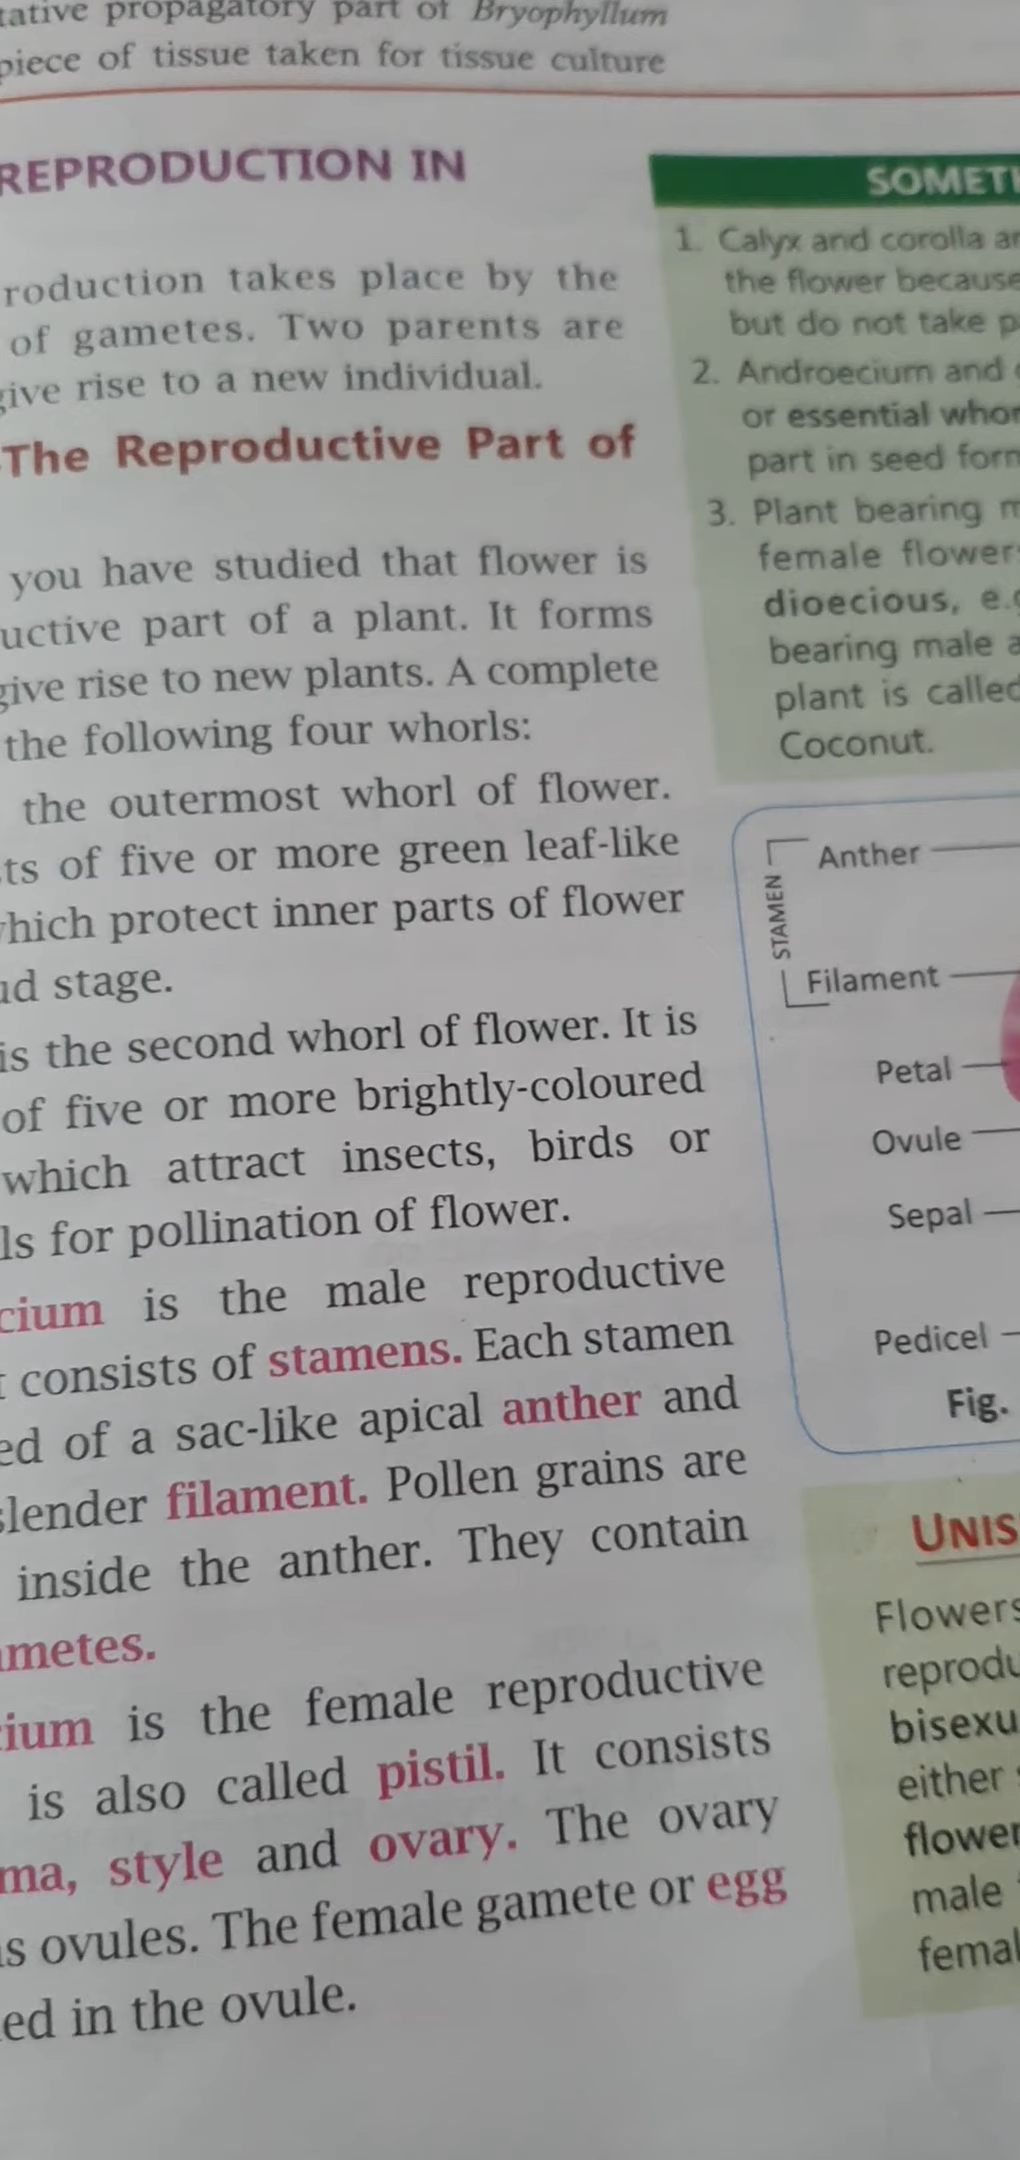 propagatory part of Bryophyllum
piece of tissue taken for tissue culture
REPRODUCTION IN
roduction takes place by the
of gametes. Two parents are
give rise to a new individual.
The Reproductive Part of
you have studied that flower is
uctive part of a plant. It forms
give rise to new plants. A complete
the following four whorls:
the outermost whorl of flower.
ts of five or more green leaf-like
which protect inner parts of flower
ud stage.
is the second whorl of flower. It is
of five or more brightly-coloured
which attract insects, birds or
ls for pollination of flower.
cium is the male reproductive
consists of stamens. Each stamen
ed of a sac-like apical anther and
slender filament. Pollen grains are
inside the anther. They contain
ametes.
cium is the female reproductive
is also called pistil. It consists
ma, style and ovary. The ovary
ns ovules. The female gamete or egg
ed in the ovule.
SOMETH
1. Calyx and corolla ar
the flower because
but do not take p
2. Androecium and
or essential whor
part in seed form
3. Plant bearing m
female flowers
dioecious, e.g
bearing male a
plant is called
Coconut.
STAMEN
Anther
Filament
Petal
Ovule
Sepal
Pedicel
Fig.
UNIS
Flowers
reprodu
bisexu
either
flower
male
femal